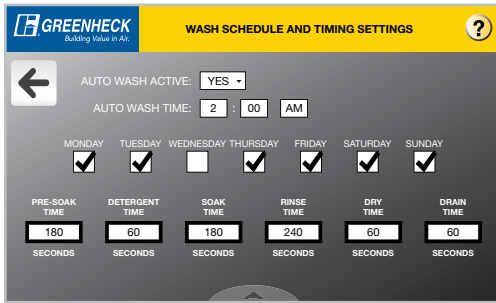 GREENHECK
Building Value in Air.
WASH SCHEDULE AND TIMING SETTINGS
?
AUTO WASH ACTIVE: YES
AUTO WASH TIME: 2 : 00 AM
MONDAY TUESDAY WEDNESDAY THURSDAY FRIDAY SATURDAY SUNDAY
PRE-SOAK DETERGENT SOAK RINSE DRY DRAIN
TIME TIME TIME TIME TIME TIME
180 60 180 240 60 60
SECONDS SECONDS SECONDS SECONDS SECONDS SECONDS